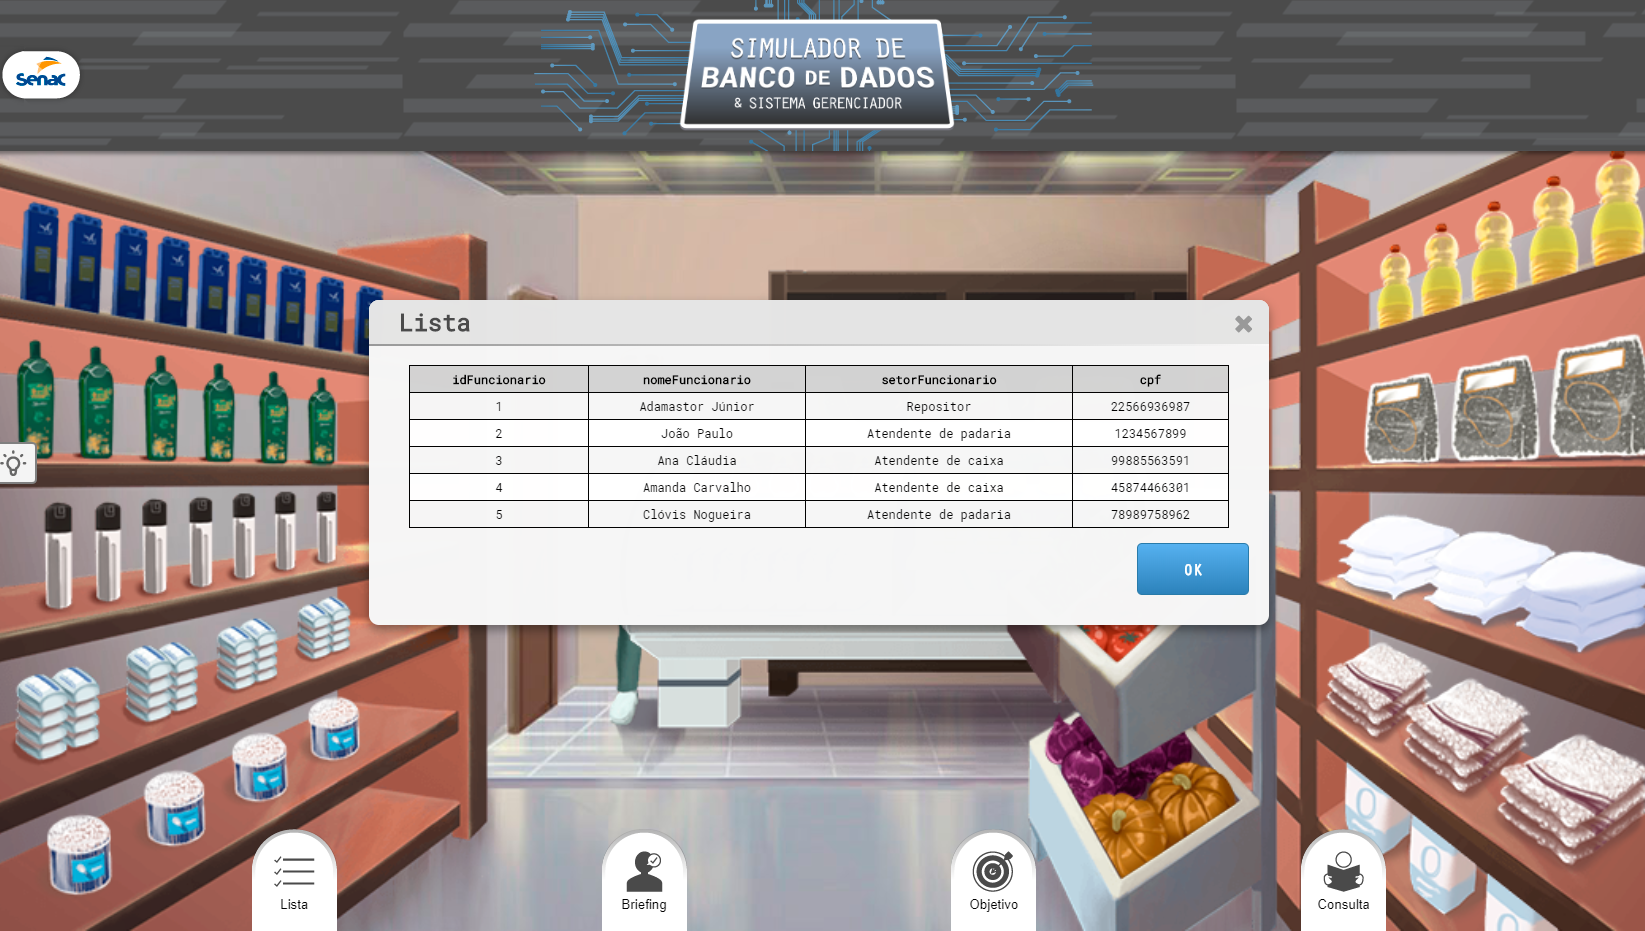 Senac
SIMULADOR DE
BANCO DE DADOS
& SISTEMA GERENCIADOR
Lista
idFuncionario nomeFuncionario setorFuncionario cpf
1 Adamastor Júnior Repositor 22566936987
2 João Paulo Atendente de padaria 1234567899
3 Ana Cláudia Atendente de caixa 99885563591
4 Amanda Carvalho Atendente de caixa 45874466301
5 Clóvis Nogueira Atendente de padaria 78989758962
OK
Lista Briefing Objetivo Consulta